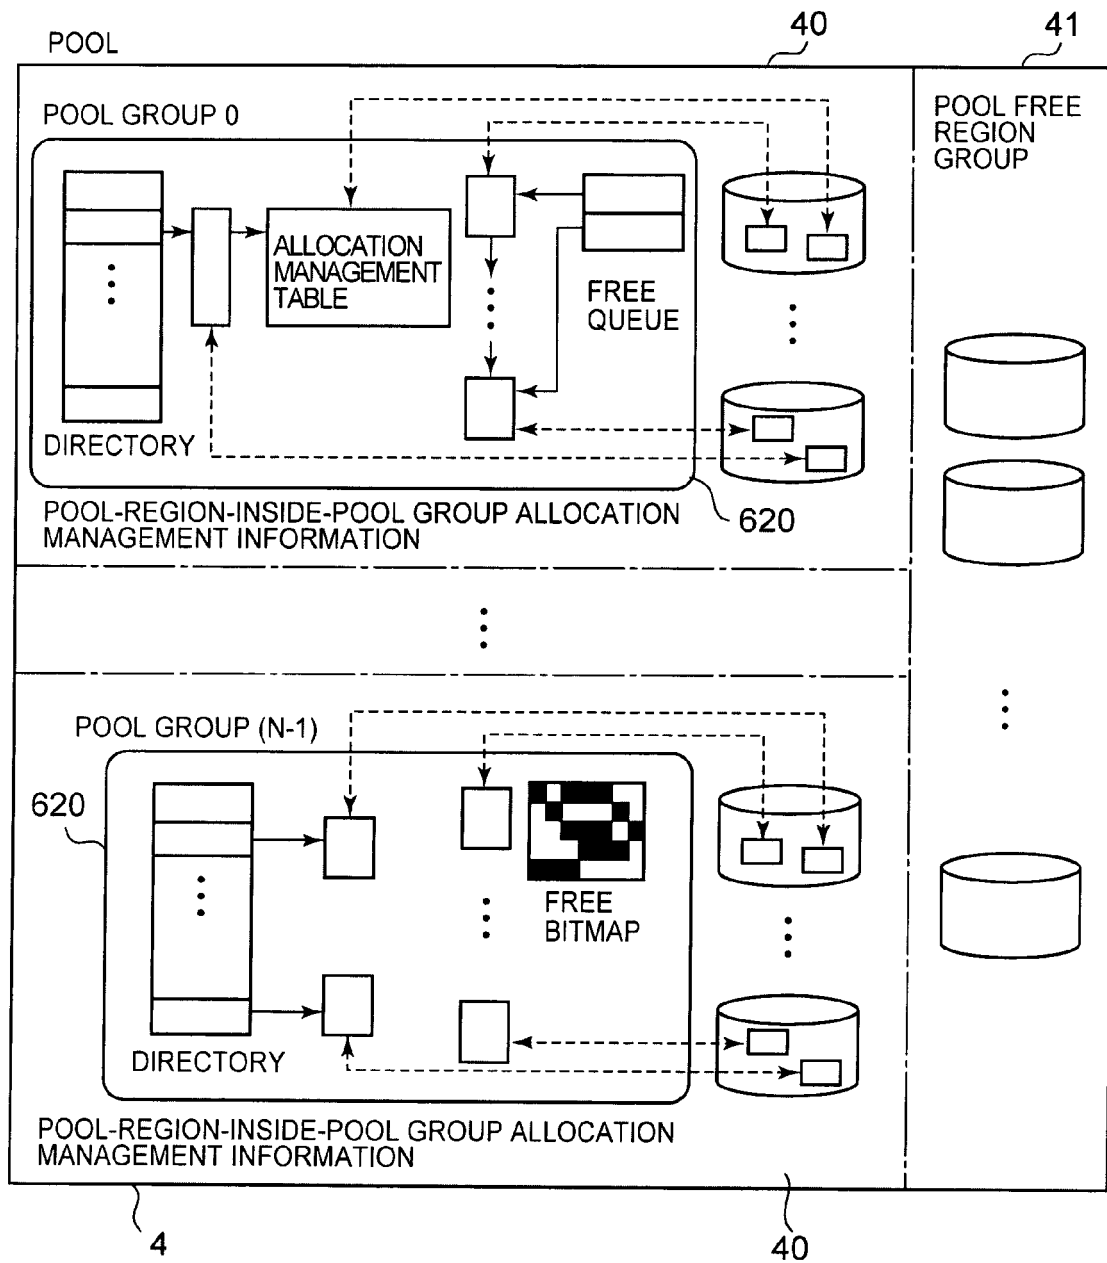 POOL
40
41
POOL GROUP 0
POOL FREE
REGION
GROUP
ALLOCATION
MANAGEMENT
TABLE
FREE
QUEUE
DIRECTORY
POOL-REGION-INSIDE-POOL GROUP ALLOCATION
MANAGEMENT INFORMATION
620
POOL GROUP (N-1)
620
FREE
BITMAP
DIRECTORY
POOL-REGION-INSIDE-POOL GROUP ALLOCATION
MANAGEMENT INFORMATION
4
40